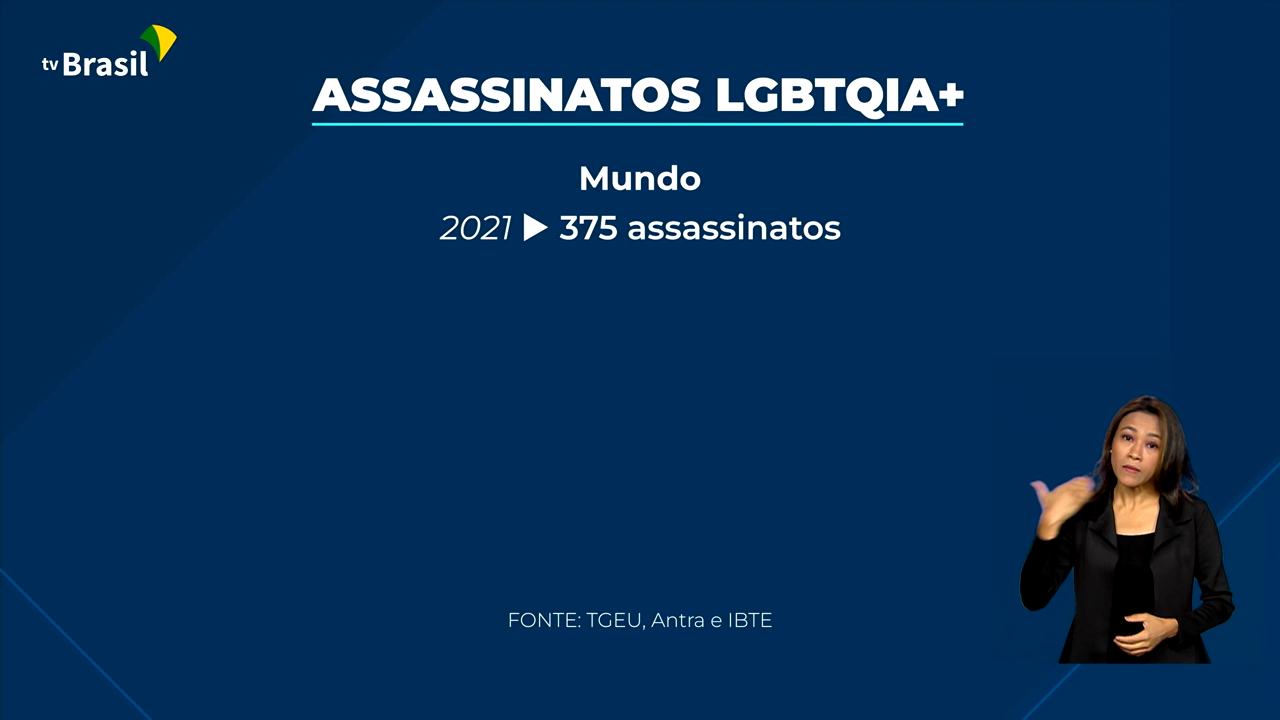 tv Brasil
ASSASSINATOS LGBTQIA+
Mundo
2021 ▶ 375 assassinatos
FONTE: TGEU, Antra e IBTE